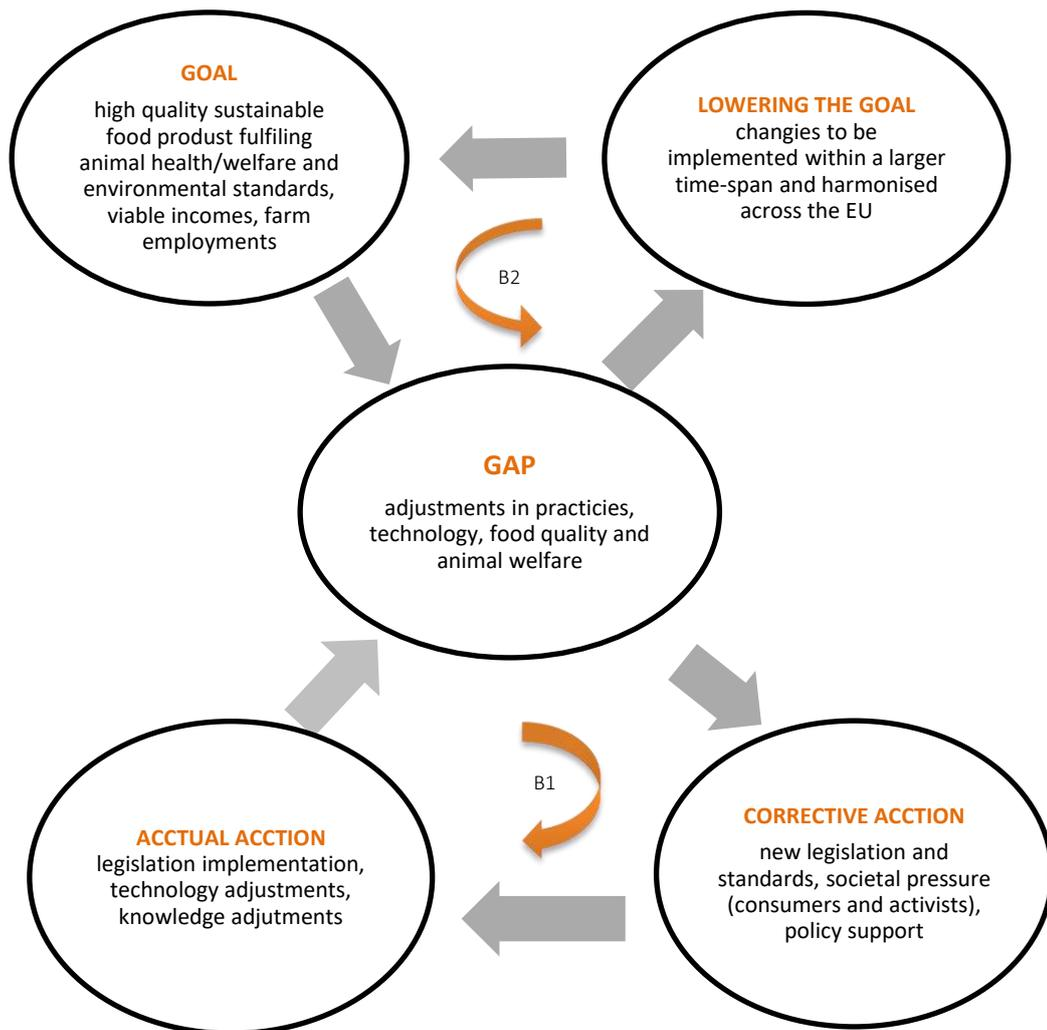 GOAL
high quality sustainable
food product fulfiling
animal health/welfare and
environmental standards,
viable incomes, farm
employments
LOWERING THE GOAL
changies to be
implemented within a larger
time-span and harmonised
across the EU
B2
GAP
adjustments in practicies,
technology, food quality and
animal welfare
B1
ACCTUAL ACCTION
legislation implementation,
technology adjustments,
knowledge adjutments
CORRECTIVE ACCTION
new legislation and
standards, societal pressure
(consumers and activists),
policy support